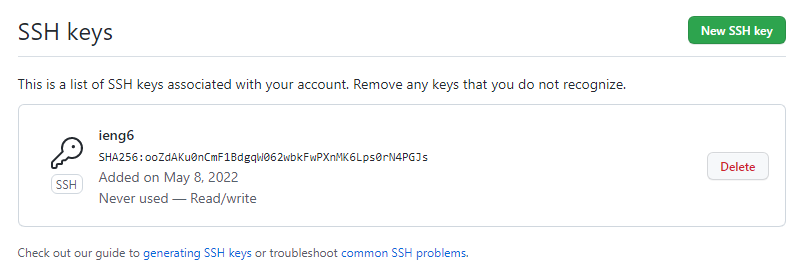 SSH keys
New SSH key
This is a list of SSH keys associated with your account. Remove any keys that you do not recognize.
ieng6
SHA256:ooZdAKu0nCmF1BdgqW062wbkFwPXnMK6Lps0rN4PGJs
Added on May 8, 2022
SSH
Never used — Read/write
Delete
Check out our guide to generating SSH keys or troubleshoot common SSH problems.